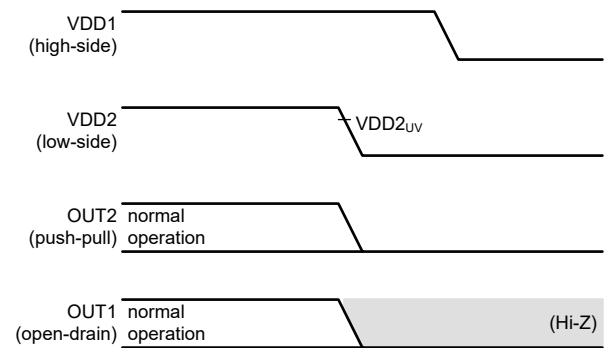 VDD1
(high-side)
VDD2
(low-side)
VDD2UV
OUT2 normal
(push-pull) operation
OUT1 normal
(open-drain) operation
(Hi-Z)